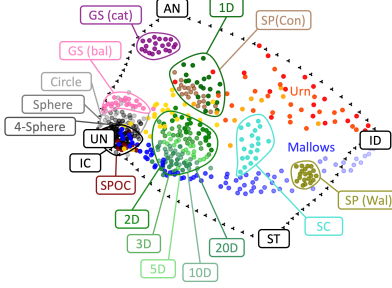 AN
1D
GS (cat)
SP(Con)
GS (bal)
Circle
Urn
Sphere
4-Sphere
UN
ID
IC
Mallows
SPOC
SP (Wal)
2D
SC
ST
3D
20D
5D
10D